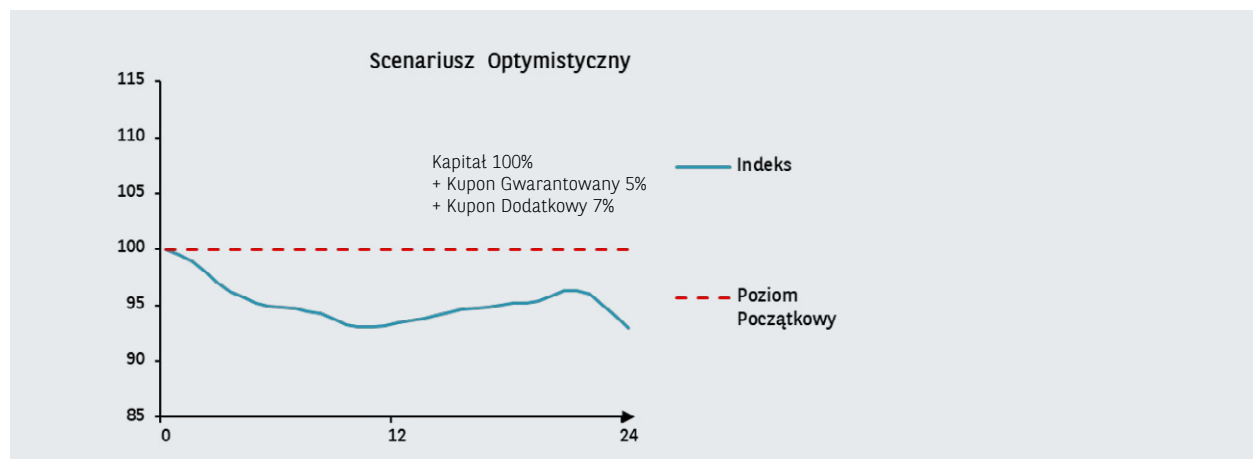 Scenariusz Optymistyczny
115
110
105
100
95
90
85
0
12
24
Kapitał 100%
+ Kupon Gwarantowany 5%
+ Kupon Dodatkowy 7%
Indeks
Poziom
Początkowy